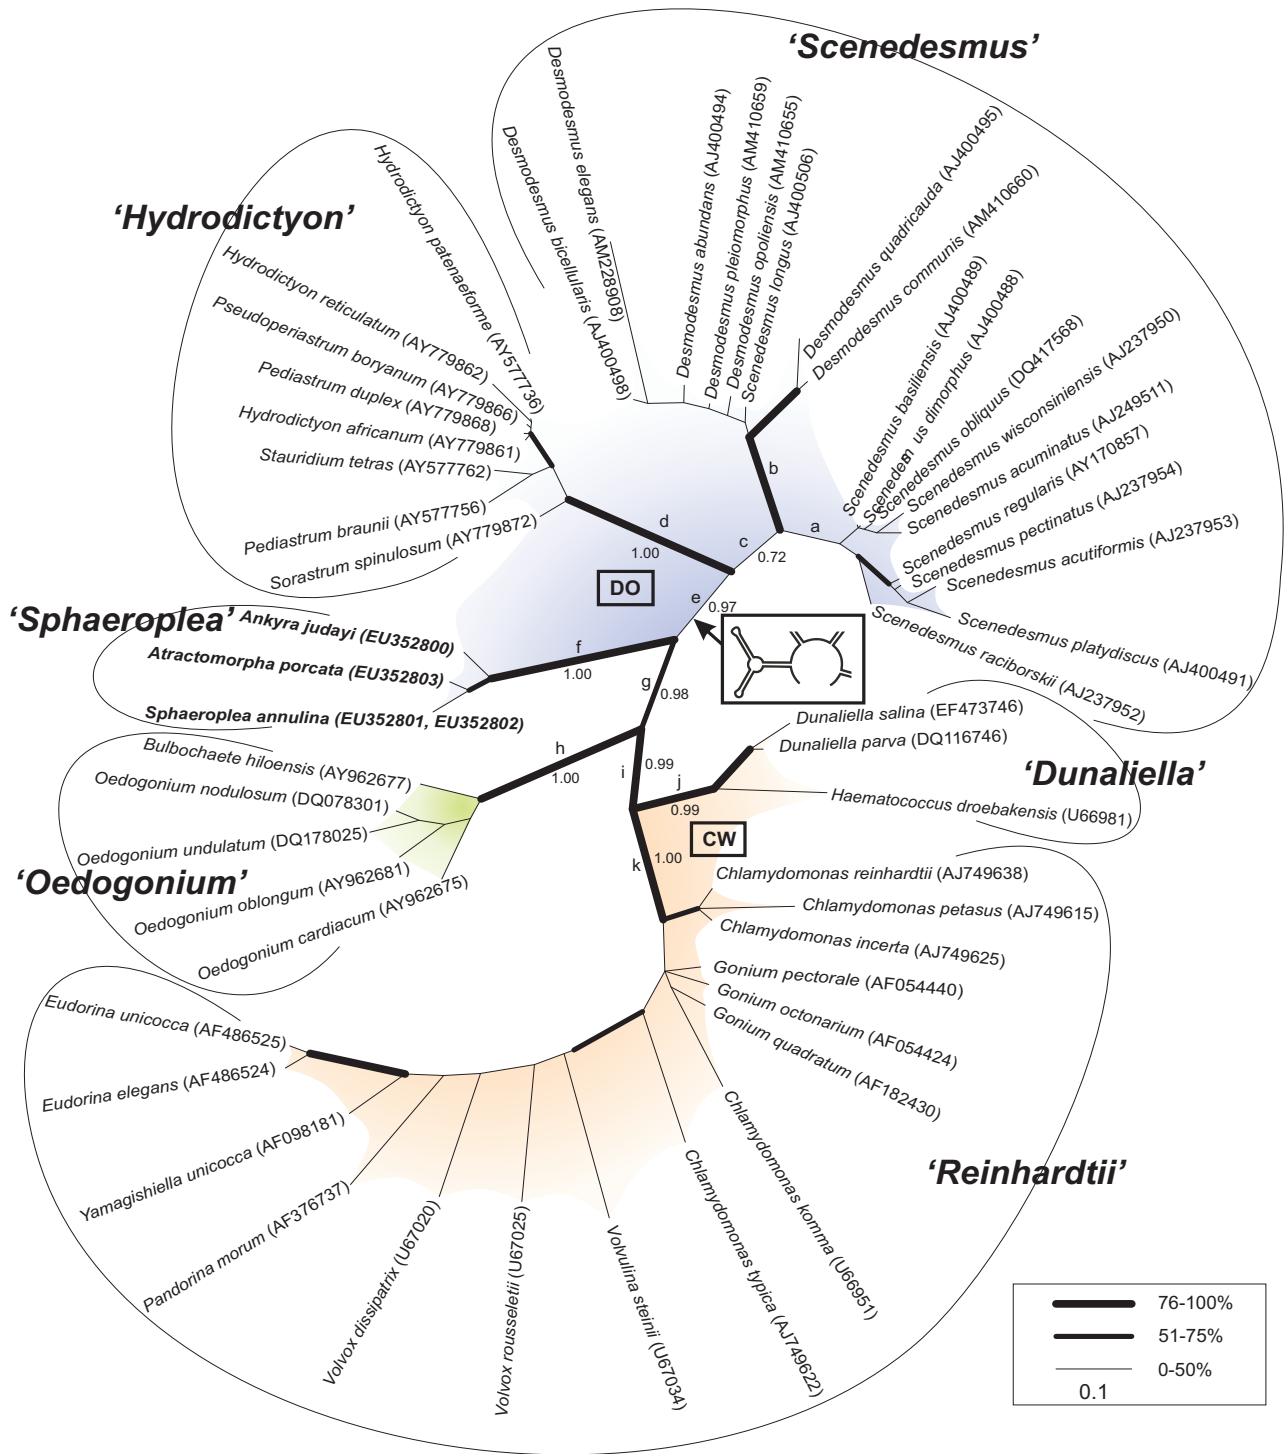 ‘Scenedesmus’
Desmodesmus elegans (AM228908)
Desmodesmus bicellularis (AJ400498)
Desmodesmus abundans (AJ400494)
Desmodesmus pleiomorphus (AM410659)
Desmodesmus opoliensis (AM410655)
Scenedesmus longus (AJ400506)
Desmodesmus quadricauda (AJ400495)
Desmodesmus communis (AM410660)
Scenedesmus basiliensis (AJ400489)
Scenedesm us dimorphus (AJ400488)
Scenedesmus obliquus (DQ417568)
Scenedesmus wisconsiniensis (AJ237950)
Scenedesmus acuminatus (AJ249511)
Scenedesmus regularis (AY170857)
Scenedesmus pectinatus (AJ237954)
Scenedesmus acutiformis (AJ237953)
Scenedesmus platydiscus (AJ400491)
Scenedesmus raciborskii (AJ237952)
‘Hydrodictyon’
Hydrodictyon patenaeforme (AY577736)
Hydrodictyon reticulatum (AY779862)
Pseudoperiastrum boryanum (AY779866)
Pediastrum duplex (AY779868)
Hydrodictyon africanum (AY779861)
Stauridium tetras (AY577762)
Pediastrum braunii (AY577756)
Sorastrum spinulosum (AY779872)
b
a
d
1.00
c
0.72
DO
e
0.97
‘Sphaeroplea’
Ankyra judayi (EU352800)
Atractomorpha porcata (EU352803)
Sphaeroplea annulina (EU352801, EU352802)
f
1.00
g
0.98
h
1.00
i
0.99
j
0.99
CW
k
1.00
‘Oedogonium’
Bulbochaete hiloensis (AY962677)
Oedogonium nodulosum (DQ078301)
Oedogonium undulatum (DQ178025)
Oedogonium oblongum (AY962681)
Oedogonium cardiacum (AY962675)
‘Dunaliella’
Dunaliella salina (EF473746)
Dunaliella parva (DQ116746)
Haematococcus droebakensis (U66981)
‘Reinhardtii’
Chlamydomonas reinhardtii (AJ749638)
Chlamydomonas petasus (AJ749615)
Chlamydomonas incerta (AJ749625)
Gonium pectorale (AF054440)
Gonium octonarium (AF054424)
Gonium quadratum (AF182430)
Chlamydomonas komma (U66951)
Chlamydomonas typica (AJ749622)
Volvulina steinii (U67034)
Volvox rousseletii (U67025)
Volvox dissipatrix (U67020)
Pandorina morum (AF376737)
Yamagishiella unicocca (AF098181)
Eudorina elegans (AF486524)
Eudorina unicocca (AF486525)
76-100%
51-75%
0-50%
0.1